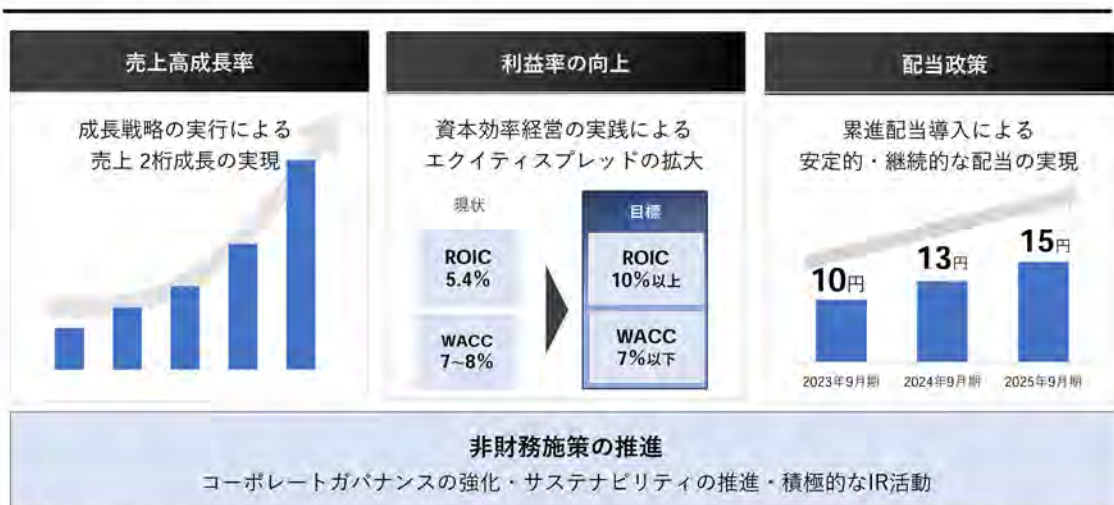 売上高成長率
成長戦略の実行による
売上 2桁成長の実現
利益率の向上
資本効率経営の実践による
エクイティスプレッドの拡大
現状
ROIC
5.4%
WACC
7~8%
目標
ROIC
10%以上
WACC
7%以下
配当政策
累進配当導入による
安定的・継続的な配当の実現
10円
13円
15円
2023年9月期
2024年9月期
2025年9月期
非財務施策の推進
コーポレートガバナンスの強化・サステナビリティの推進・積極的なIR活動